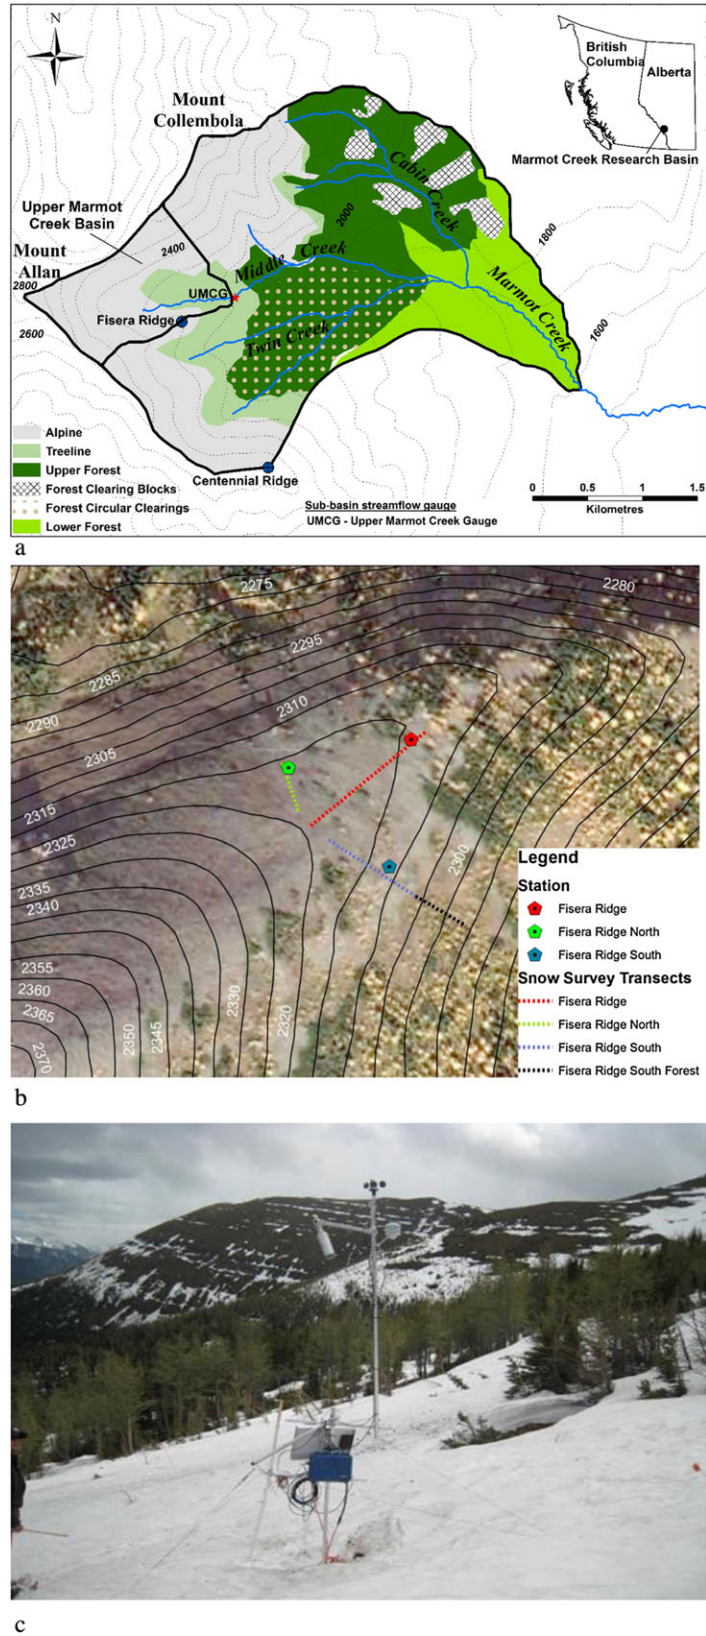 N
Mount
Collembola
British
Columbia
Alberta
Marmot Creek Research Basin
Upper Marmot
Creek Basin
Cabin Creek
2000
1800
2400
Mount
Allan
Middle Creek
2800
UMCG
Marmot Creek
Fisera Ridge
2600
1600
Twin Creek
Alpine
Treeline
Upper Forest
Forest Clearing Blocks
Forest Circular Clearings
Lower Forest
Centennial Ridge
Sub-basin streamflow gauge
UMCG - Upper Marmot Creek Gauge
0 0.5 1 1.5
Kilometres
a
2275
2280
2285
2295
2290
2310
2305
2315
2325
2300
2335
2340
2355
2360
2365
2370
2350
2345
2330
2320
Legend
Station
Fisera Ridge
Fisera Ridge North
Fisera Ridge South
Snow Survey Transects
Fisera Ridge
Fisera Ridge North
Fisera Ridge South
Fisera Ridge South Forest
b
c